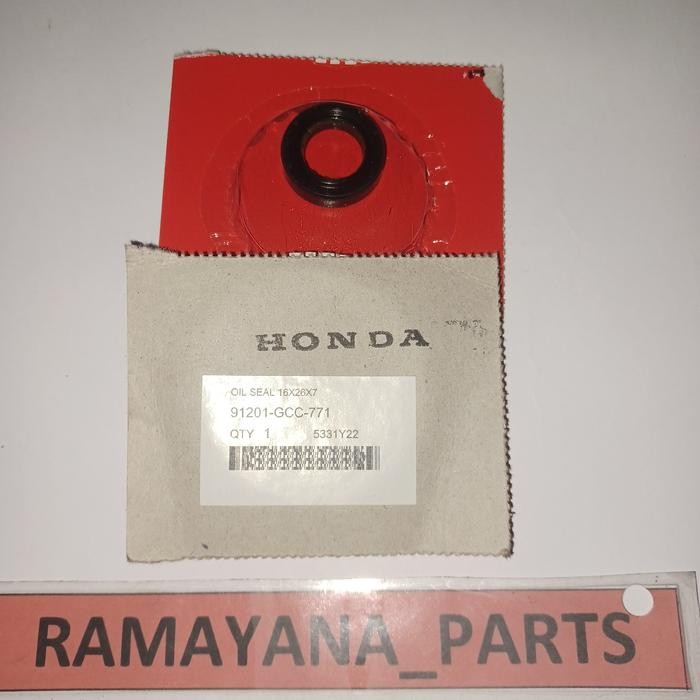 HONDA
OIL SEAL 16X26X7
91201-GCC-771
QTY 1 5331Y22
RAMAYANA_PARTS